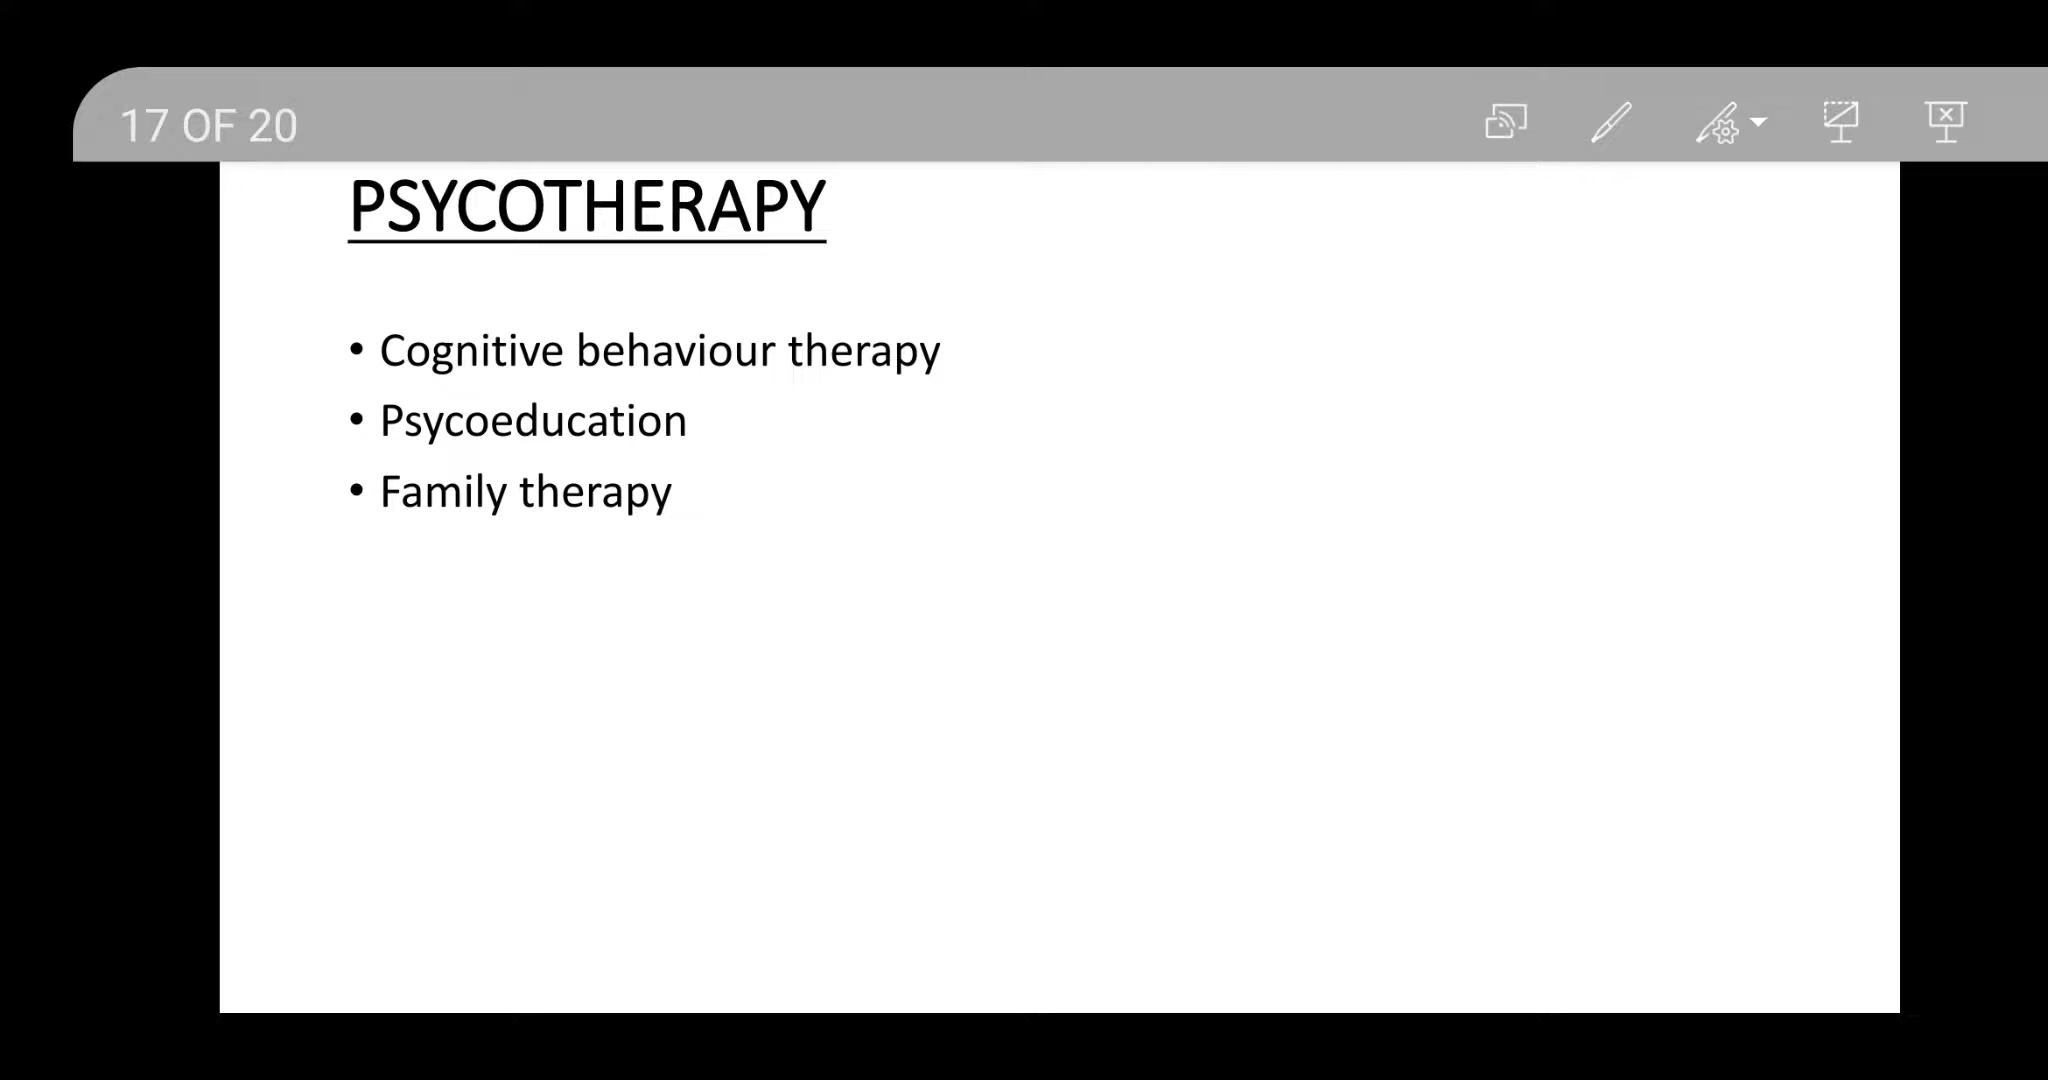 17 OF 20
PSYCOTHERAPY
• Cognitive behaviour therapy
• Psycoeducation
• Family therapy